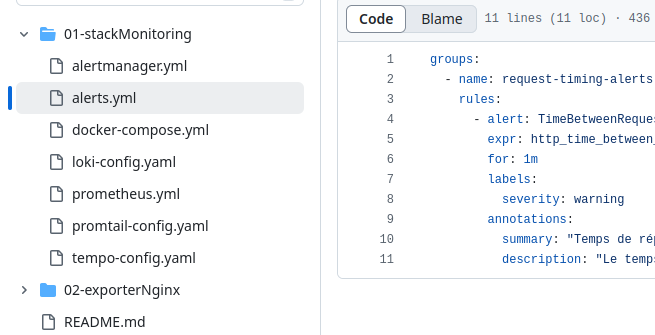 01-stackMonitoring
alertmanager.yml
alerts.yml
docker-compose.yml
loki-config.yaml
prometheus.yml
promtail-config.yaml
tempo-config.yaml
02-exporterNginx
README.md
Code Blame 11 lines (11 loc) · 436
1 groups:
2 - name: request-timing-alerts
3 rules:
4 - alert: TimeBetweenReques
5 expr: http_time_between_
6 for: 1m
7 labels:
8 severity: warning
9 annotations:
10 summary: "Temps de rép
11 description: "Le temps